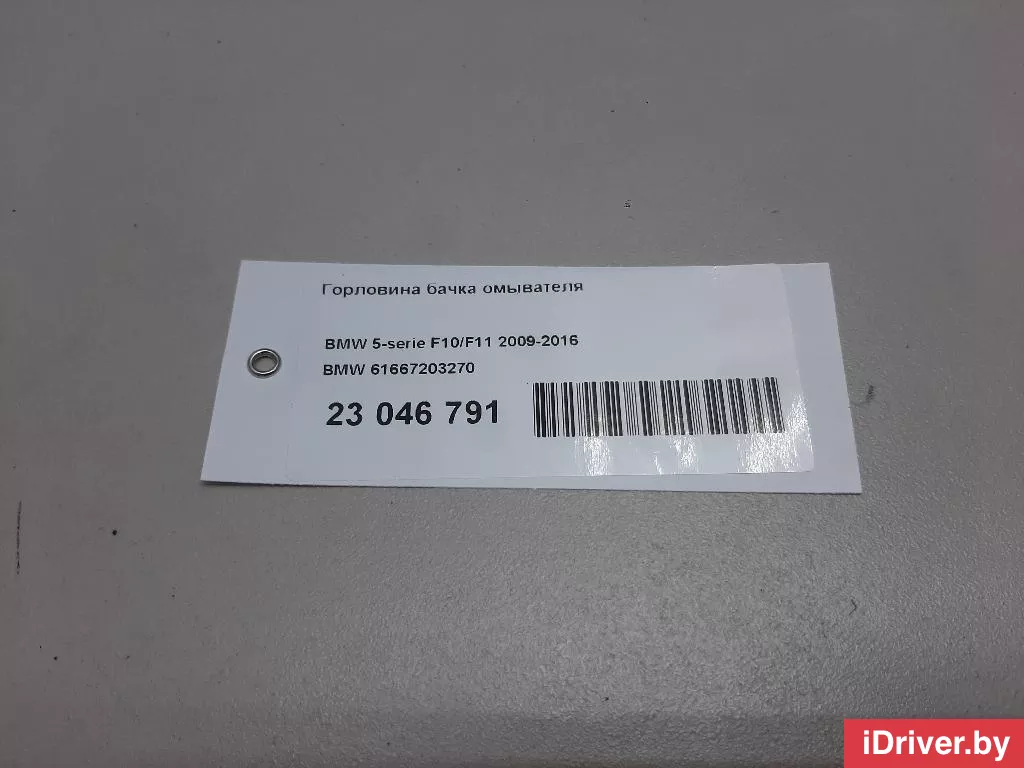 Горловина бачка омывателя
BMW 5-serie F10/F11 2009-2016
BMW 61667203270
23 046 791
iDriver.by